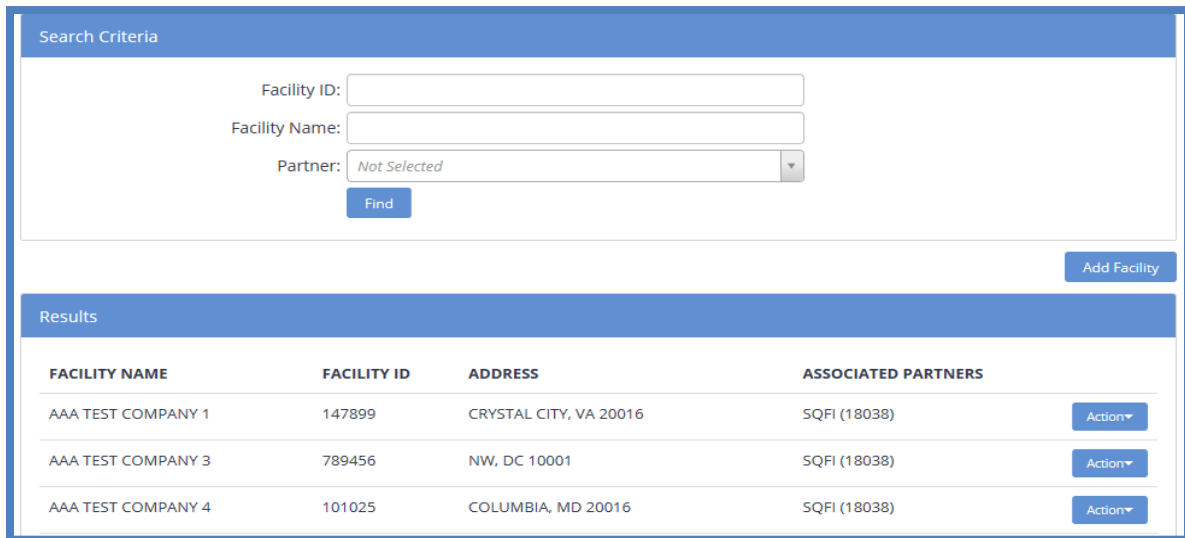 Search Criteria
Facility ID:
Facility Name:
Partner: Not Selected
Find
Add Facility
Results
FACILITY NAME FACILITY ID ADDRESS ASSOCIATED PARTNERS
AAA TEST COMPANY 1 147899 CRYSTAL CITY, VA 20016 SQFI (18038) Action
AAA TEST COMPANY 3 789456 NW, DC 10001 SQFI (18038) Action
AAA TEST COMPANY 4 101025 COLUMBIA, MD 20016 SQFI (18038) Action